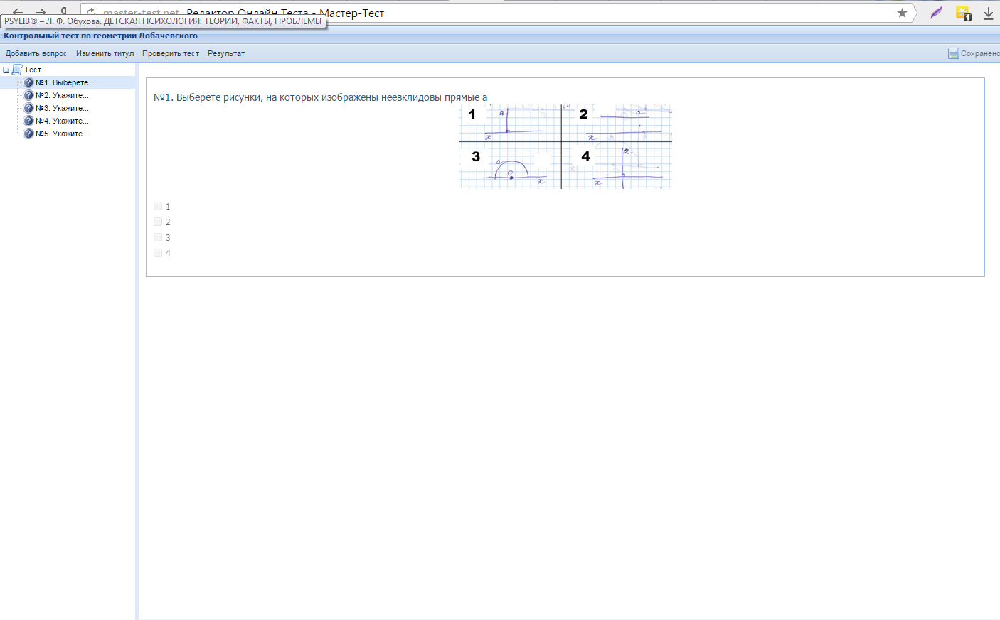 master-test.net Редактор Онлайн Теста - Мастер-Тест
PSYLIB® – Л. Ф. Обухова. ДЕТСКАЯ ПСИХОЛОГИЯ: ТЕОРИИ, ФАКТЫ, ПРОБЛЕМЫ
1
Контрольный тест по геометрии Лобачевского
Добавить вопрос Изменить титул Проверить тест Результат Сохранено
Тест
№1. Выберете...
№2. Укажите...
№3. Укажите...
№4. Укажите...
№5. Укажите...
№1. Выберете рисунки, на которых изображены неевклидовы прямые а
1 a 2 a
x x
3 a 4 a
O x x
1
2
3
4